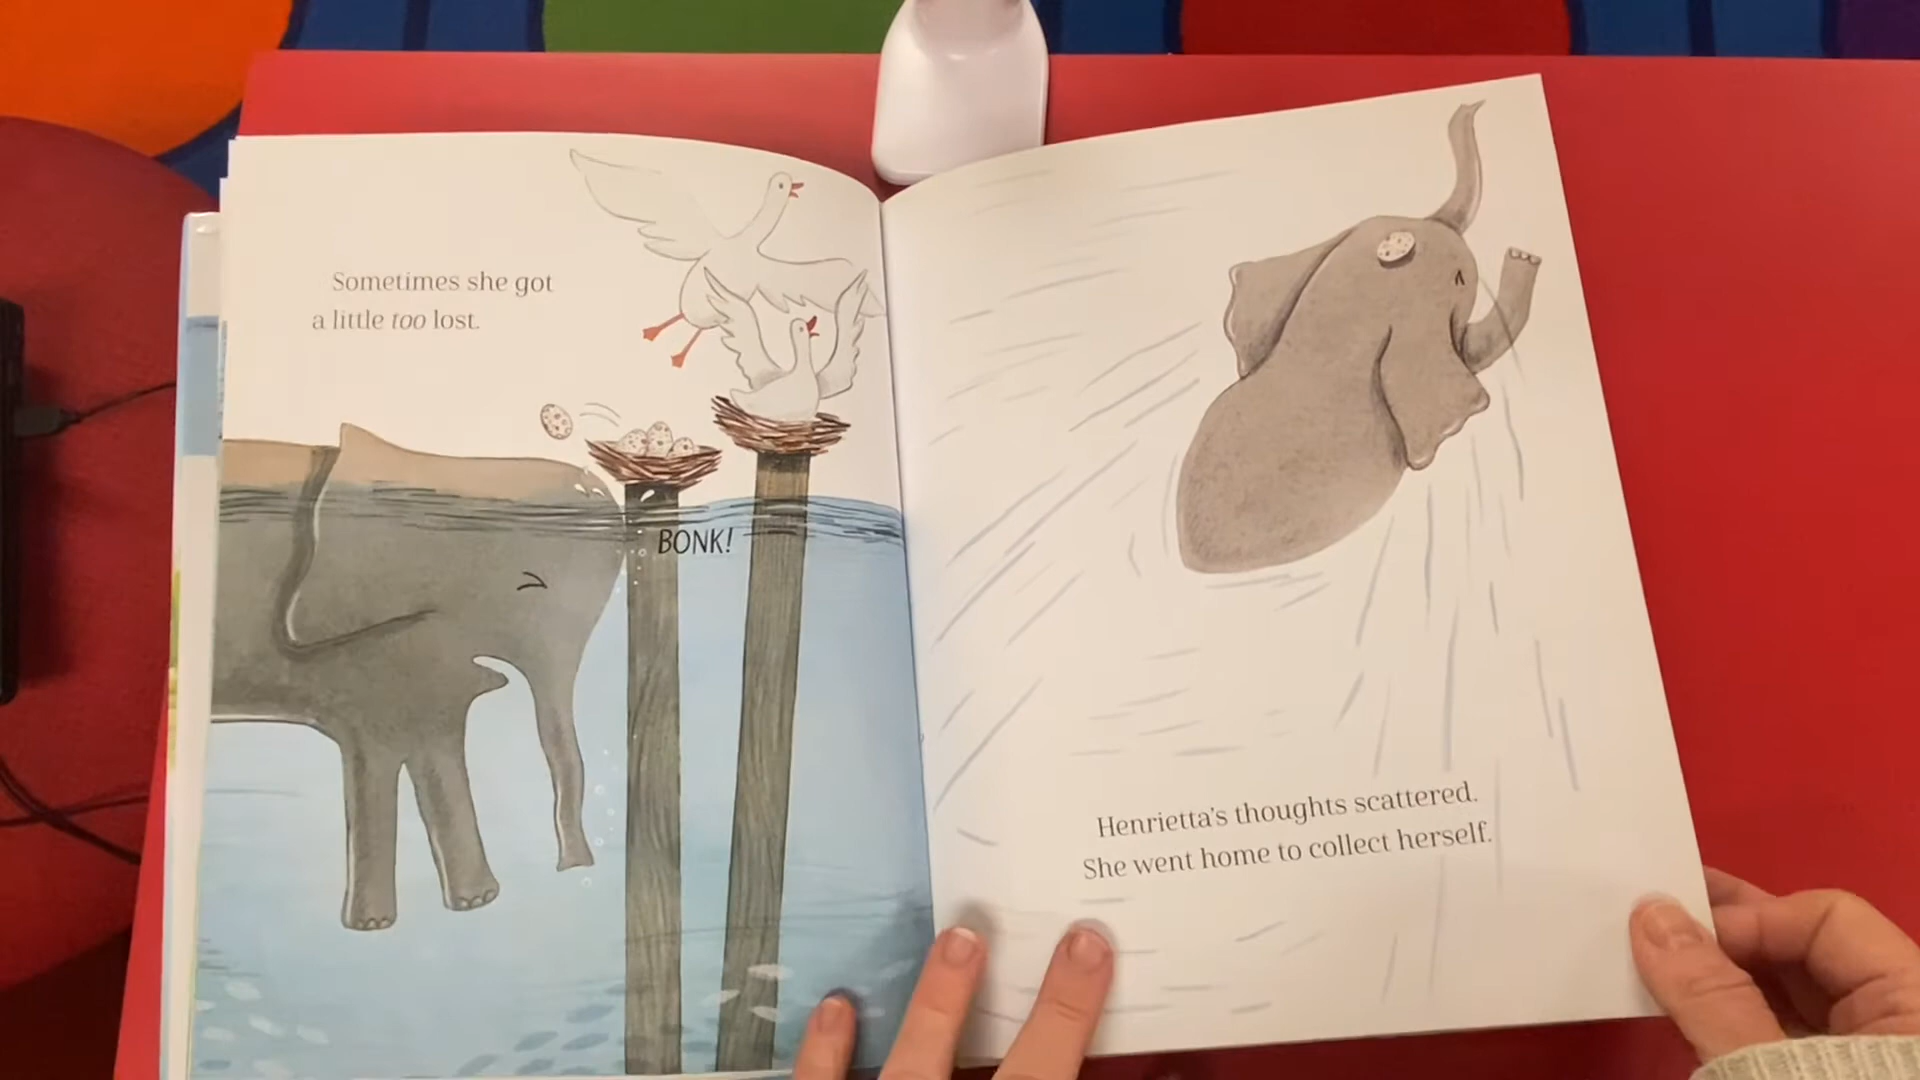 Sometimes she got
a little too lost.
BONK!
Henrietta's thoughts scattered.
She went home to collect herself.